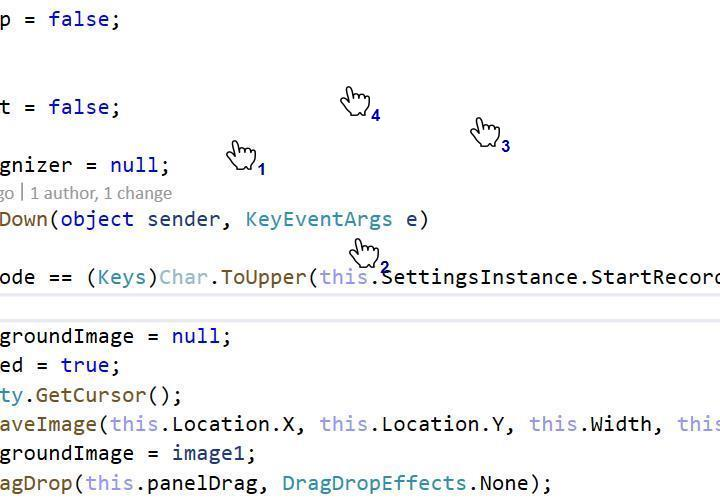 p = false;
4
t = false;
3
gnizer = null;
1
go | 1 author, 1 change
Down(object sender, KeyEventArgs e)
2
ode == (Keys)Char.ToUpper(this.SettingsInstance.StartRecord
groundImage = null;
ed = true;
ty.GetCursor();
aveImage(this.Location.X, this.Location.Y, this.Width, this
groundImage = image1;
agDrop(this.panelDrag, DragDropEffects.None);